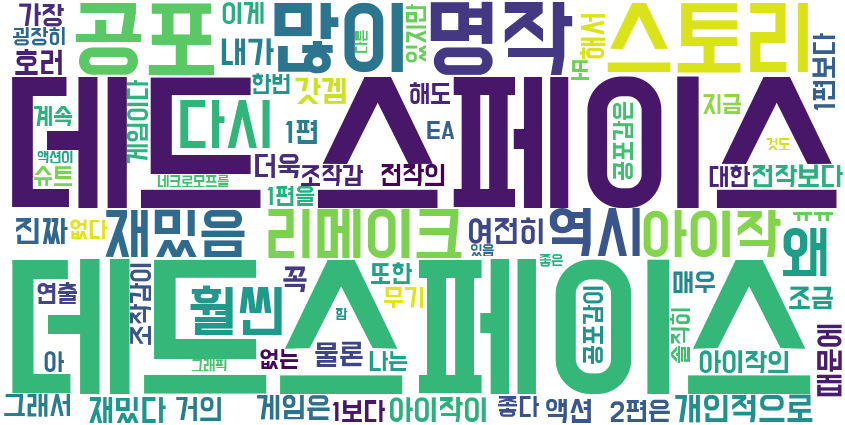 가장 공포 이게 많이 명작 다른 있지만 해서 스토리
굉장히 내가 ㅋㅋ
호러 한번 갓겜 해도 1편보다
데드스페이스
계속 게임이다 다시 1편 EA 공포감은 지금 것도
액션이 슈트 네크로모프를 더욱 조작감 전작의 대한 전작보다
1편을
진짜 없다 재밌음 리메이크 여전히 있음 역시 아이작 ㅠㅠ 왜
데드스페이스
연출 조작감이 훨씬 꼭 또한 무기 좋은 공포감이 매우 조금
함 솔직히
아 그래픽 없는 물론 나는 아이작의 때문에
그래서 재밌다 거의 게임은 1보다 아이작이 좋다 액션 2편은 개인적으로